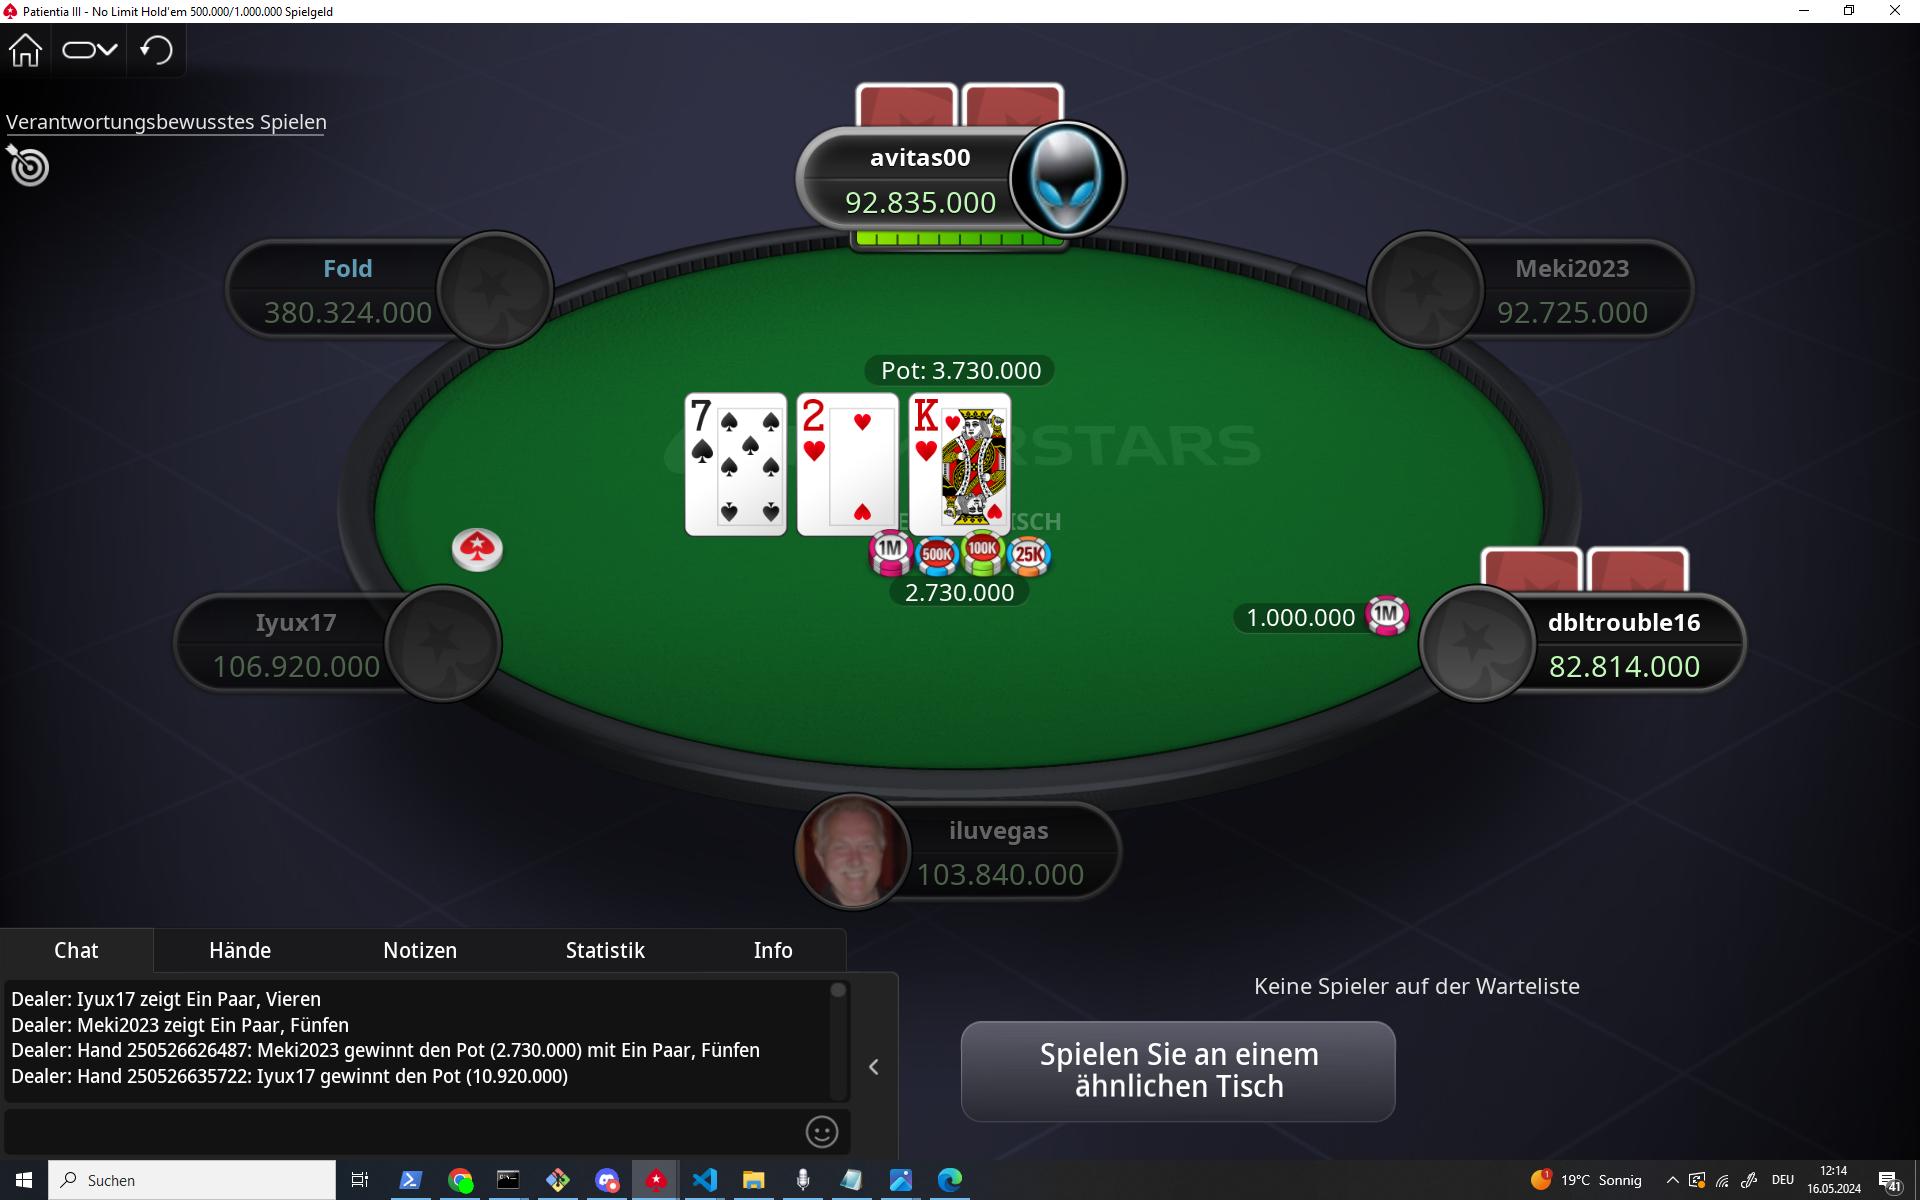 Patientia III - No Limit Hold'em 500.000/1.000.000 Spielgeld
Verantwortungsbewusstes Spielen
avitas00
92.835.000
Fold
380.324.000
Meki2023
92.725.000
Pot: 3.730.000
7
2
K
RSTARS
ISCH
1M
500K
100K
25K
2.730.000
1.000.000
1M
Iyux17
106.920.000
dbltrouble16
82.814.000
iluvegas
103.840.000
Chat
Hände
Notizen
Statistik
Info
Dealer: Iyux17 zeigt Ein Paar, Vieren
Dealer: Meki2023 zeigt Ein Paar, Fünfen
Dealer: Hand 250526626487: Meki2023 gewinnt den Pot (2.730.000) mit Ein Paar, Fünfen
Dealer: Hand 250526635722: Iyux17 gewinnt den Pot (10.920.000)
Keine Spieler auf der Warteliste
Spielen Sie an einem
ähnlichen Tisch
Suchen
1
19°C Sonnig
DEU
12:14
16.05.2024
41